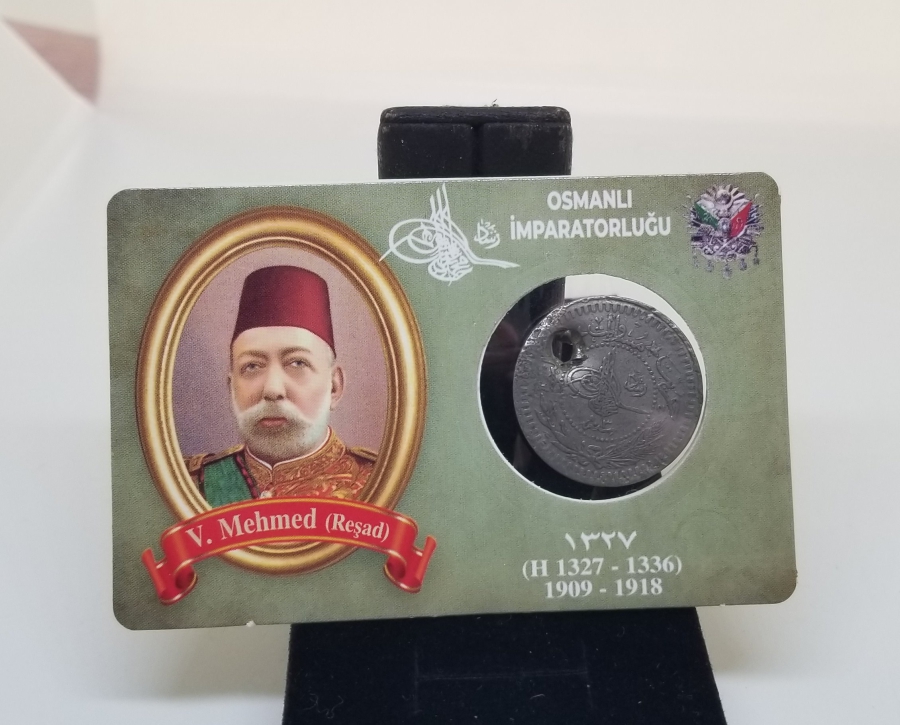 OSMANLI
İMPARATORLUĞU
V. Mehmed (Reşad)
١٣٢٧
(H 1327 - 1336)
1909 - 1918